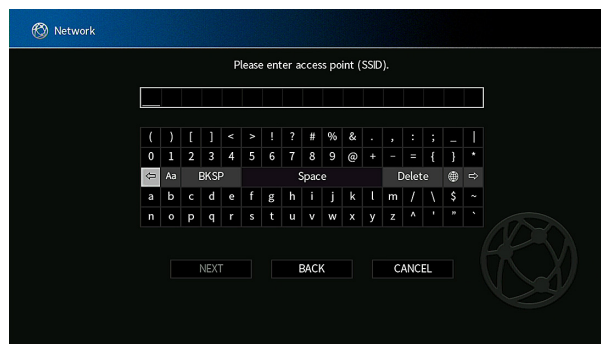 Network
Please enter access point (SSID).
( ) [ ] < > ! ? # % & . , : ; _ |
0 1 2 3 4 5 6 7 8 9 @ + - = { } *
⇦ Aa BKSP Space Delete ⇨
a b c d e f g h i j k l m / \ $ ~
n o p q r s t u v w x y z ^ ' " `
NEXT BACK CANCEL